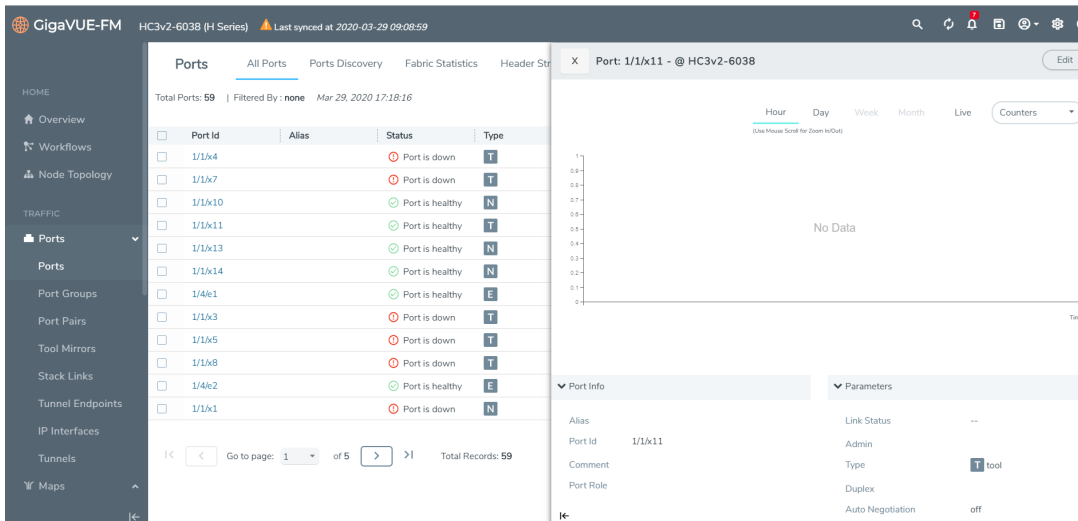 GigaVUE-FM HC3v2-6038 (H Series) Last synced at 2020-03-29 09:08:59 7
HOME
Overview
Workflows
Node Topology
TRAFFIC
Ports
Ports
Port Groups
Port Pairs
Tool Mirrors
Stack Links
Tunnel Endpoints
IP Interfaces
Tunnels
Maps
Ports All Ports Ports Discovery Fabric Statistics Header Str
Total Ports: 59 | Filtered By : none Mar 29, 2020 17:18:16
Port Id Alias Status Type
1/1/x4 Port is down T
1/1/x7 Port is down T
1/1/x10 Port is healthy N
1/1/x11 Port is healthy T
1/1/x13 Port is healthy N
1/1/x14 Port is healthy N
1/4/e1 Port is healthy E
1/1/x3 Port is down T
1/1/x5 Port is down T
1/1/x8 Port is down T
1/4/e2 Port is healthy E
1/1/x1 Port is down N
Go to page: 1 of 5 Total Records: 59
X Port: 1/1/x11 - @ HC3v2-6038 Edit
Hour Day Week Month Live Counters
(Use Mouse Scroll for Zoom In/Out)
1
0.9
0.8
0.7
0.6
0.5
0.4
0.3
0.2
0.1
0
No Data
Port Info
Alias
Port Id 1/1/x11
Comment
Port Role
Parameters
Link Status --
Admin
Type T tool
Duplex
Auto Negotiation off